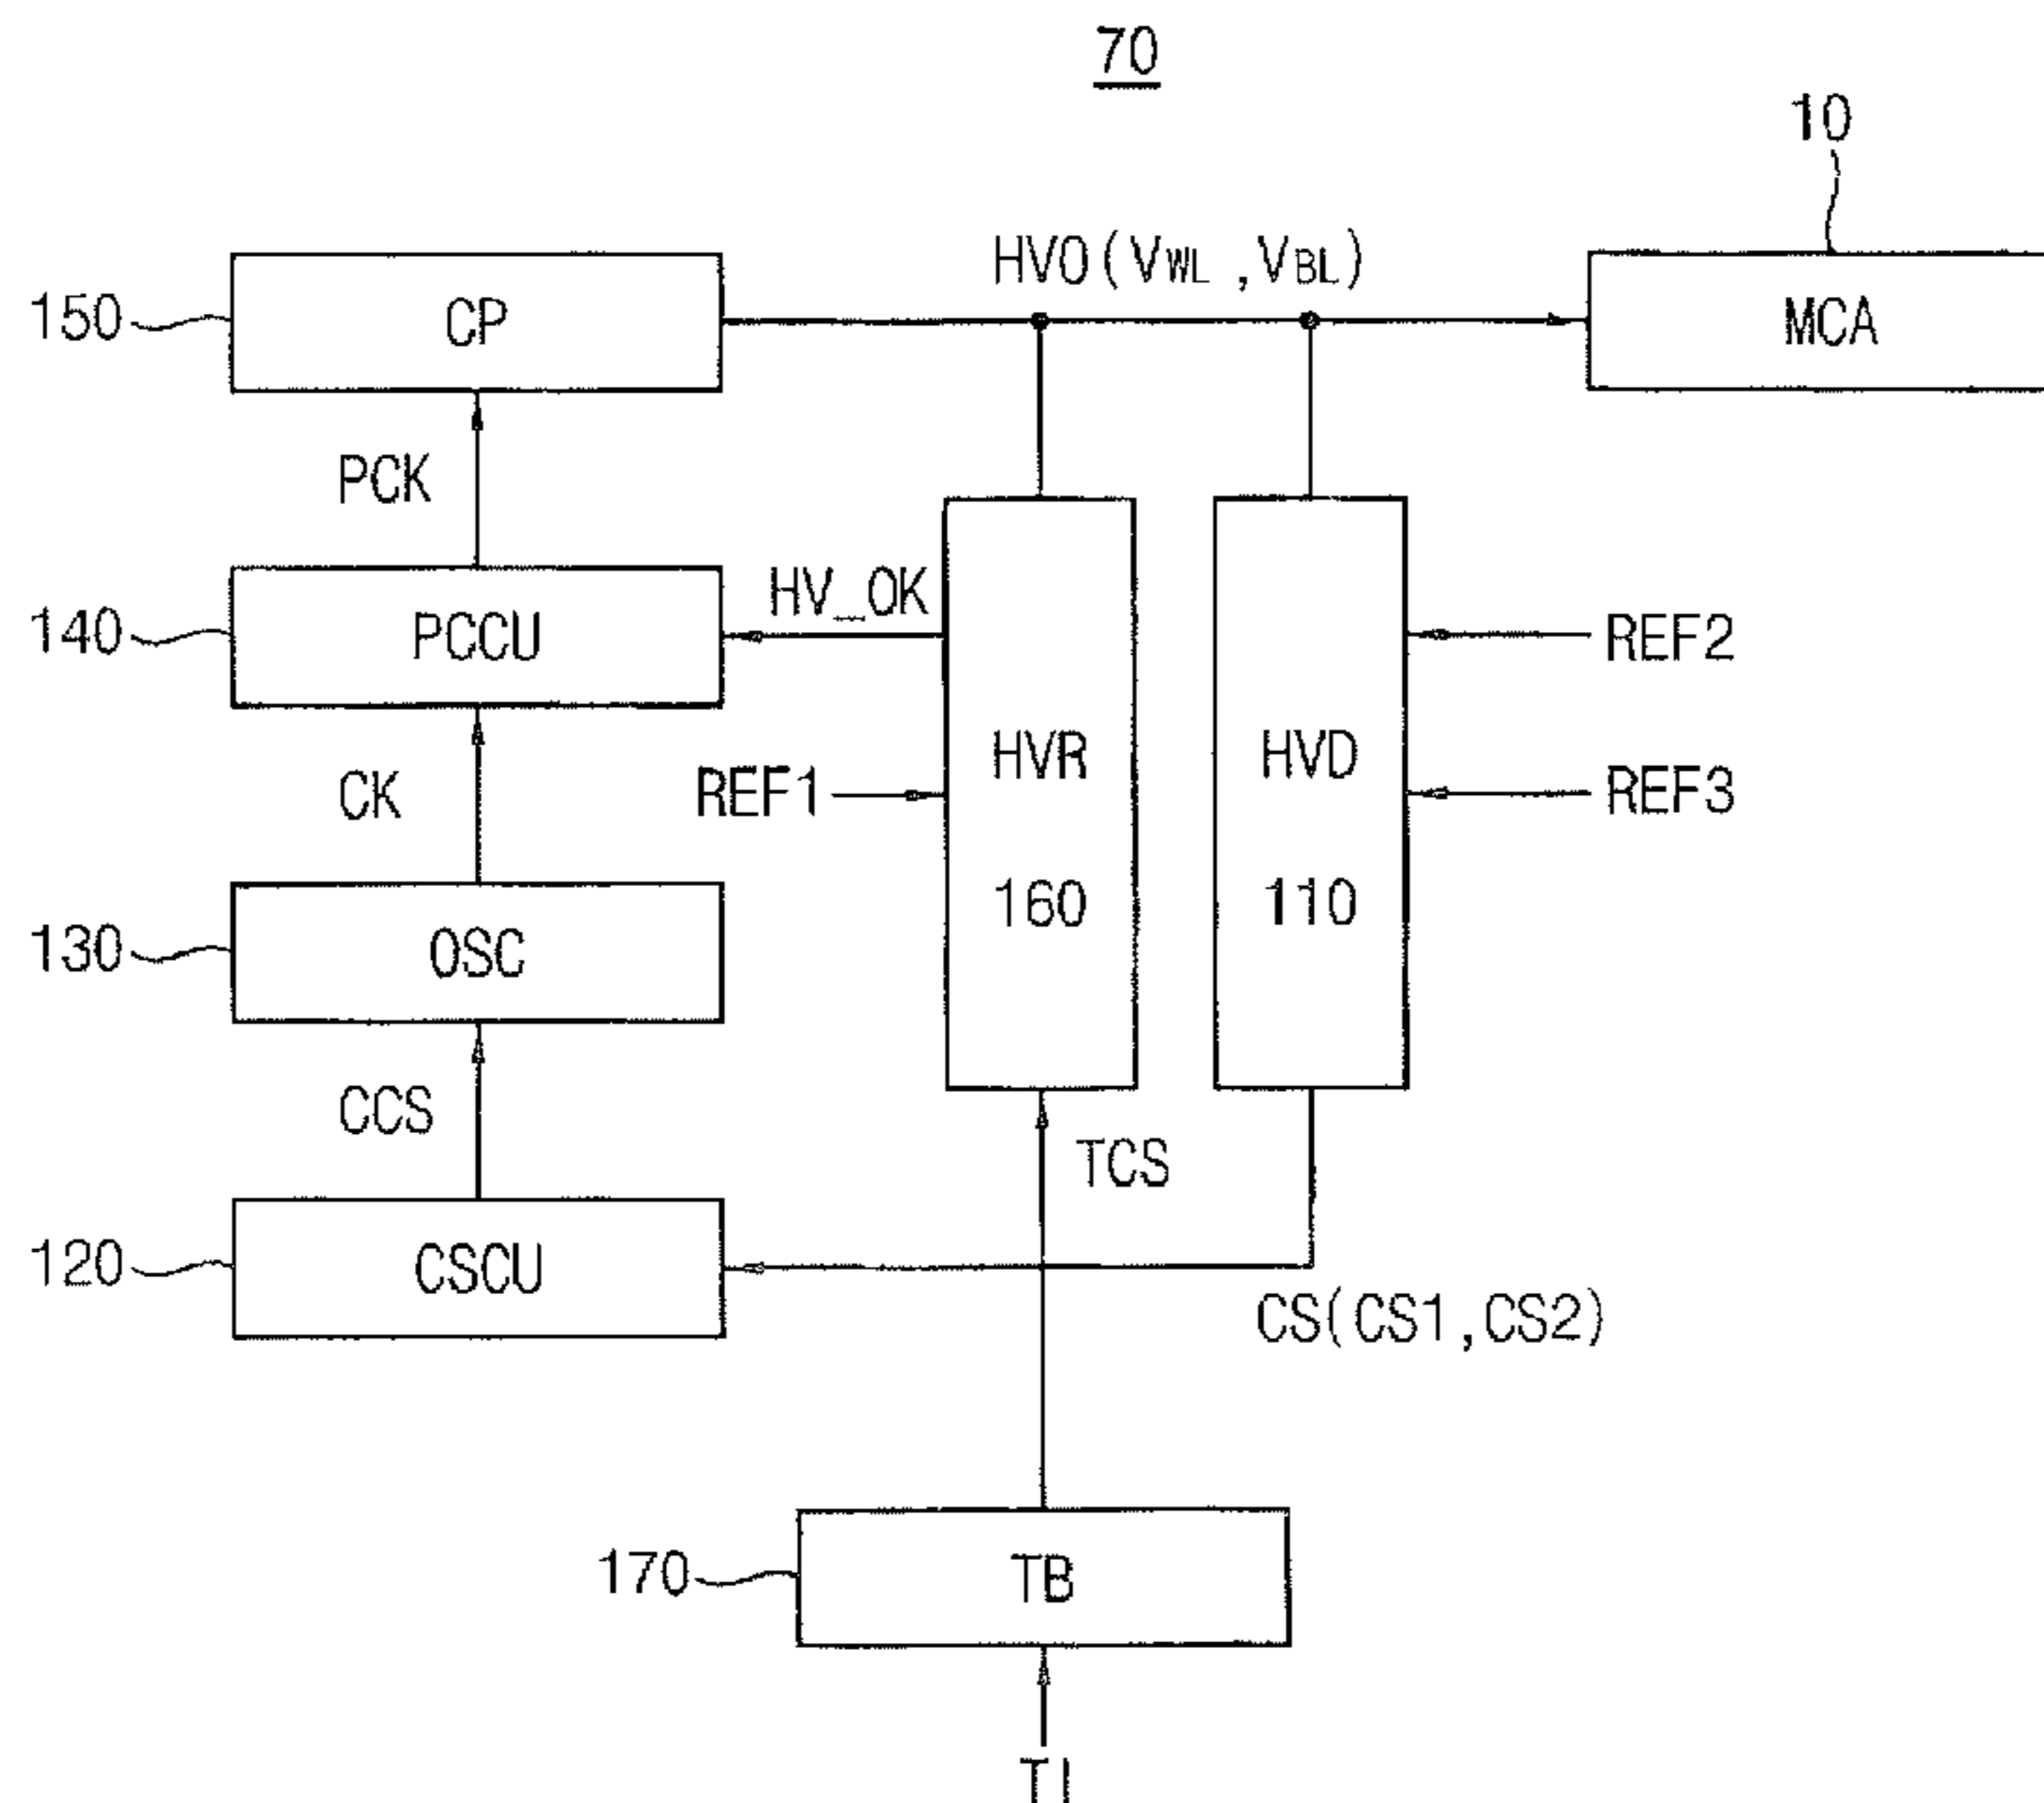 70
10
HVO(VWL,VBL)
150
CP
MCA
PCK
HV_OK
140
PCCU
REF2
HVR
HVD
CK
REF1
REF3
160
110
130
OSC
CCS
TCS
120
CSCU
CS(CS1,CS2)
170
TB